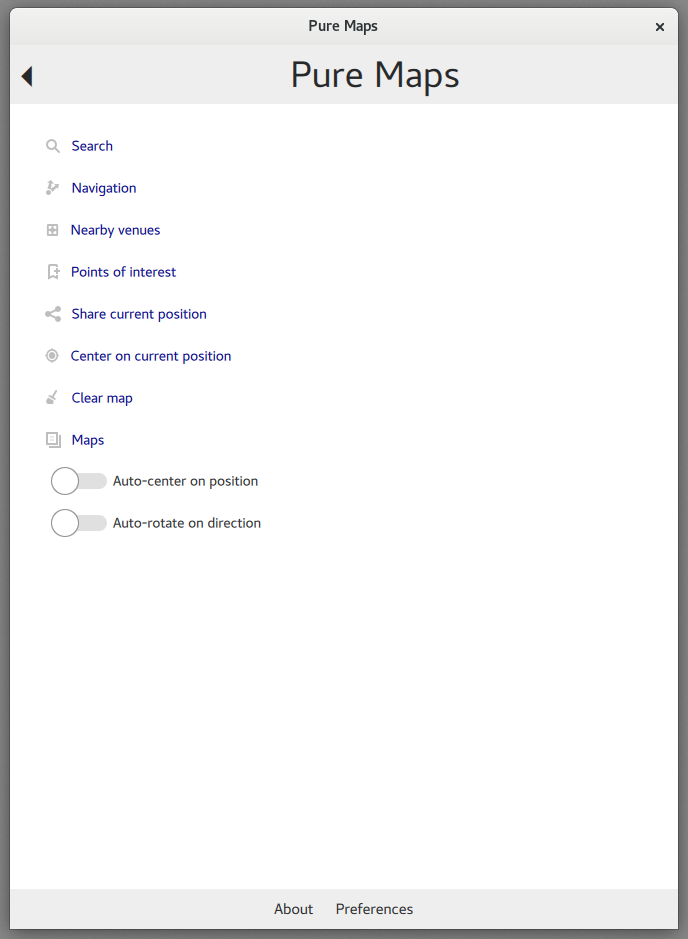 Pure Maps
Pure Maps
Search
Navigation
Nearby venues
Points of interest
Share current position
Center on current position
Clear map
Maps
Auto-center on position
Auto-rotate on direction
About Preferences